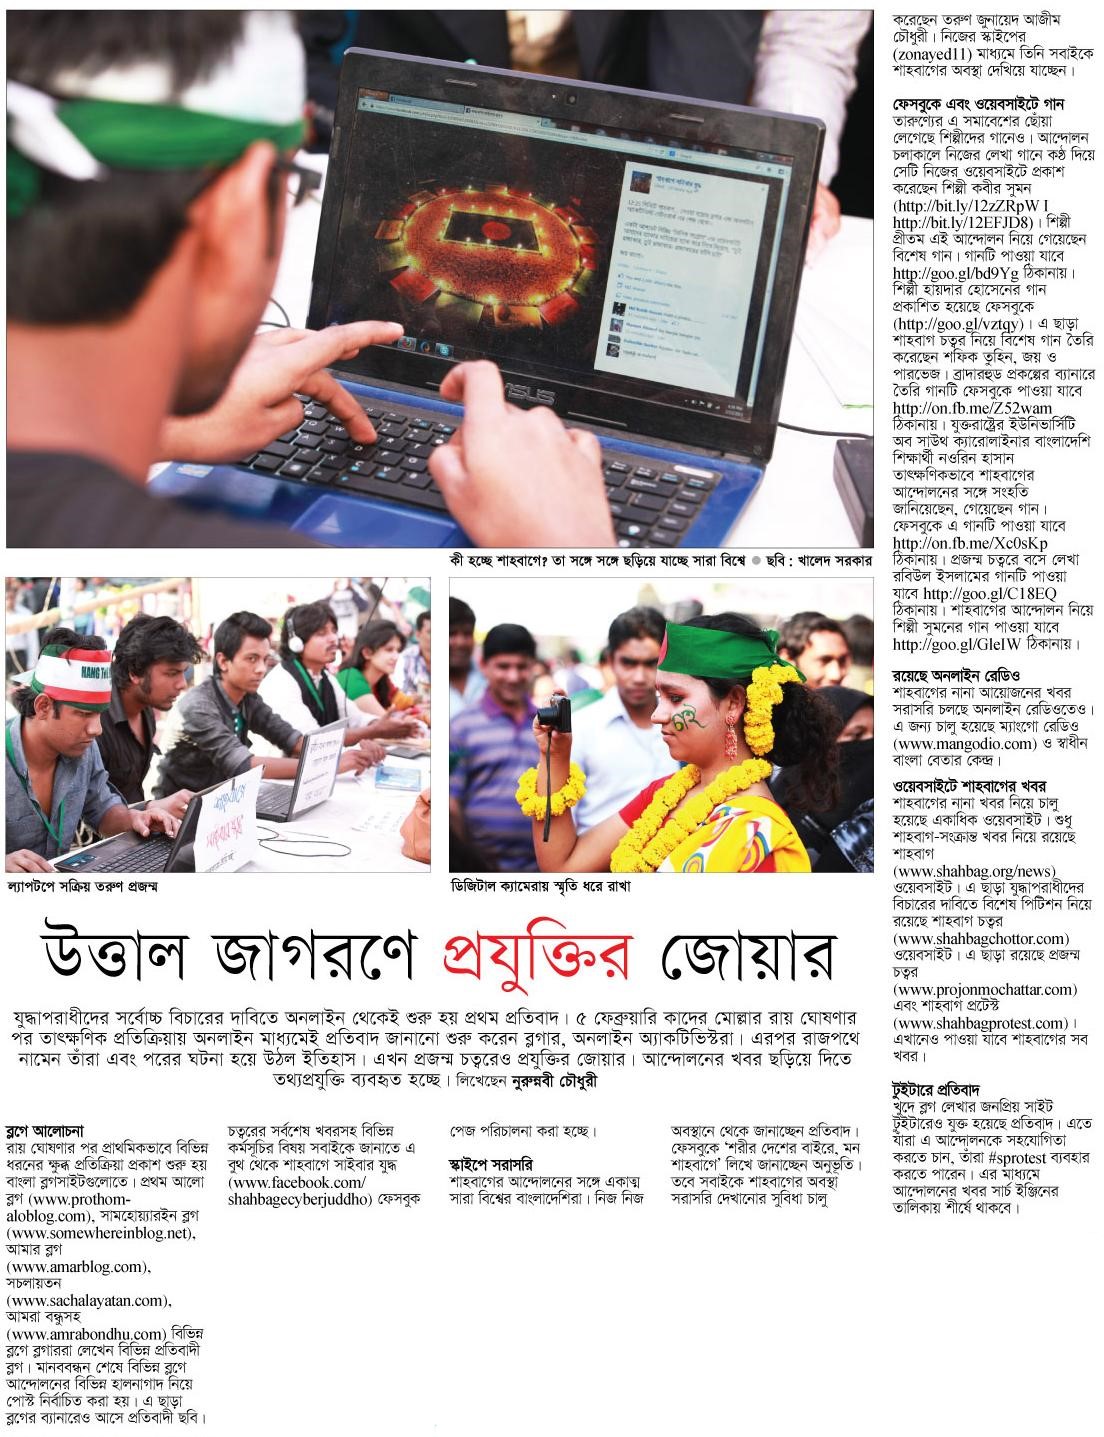 কী হচ্ছে শাহবাগে? তা সঙ্গে সঙ্গে ছড়িয়ে যাচ্ছে সারা বিশ্বে ● ছবি : খালেদ সরকার
ASUS
HANG
ল্যাপটপে সক্রিয় তরুণ প্রজন্ম
ডিজিটাল ক্যামেরায় স্মৃতি ধরে রাখা
উত্তাল জাগরণে প্রযুক্তির জোয়ার
যুদ্ধাপরাধীদের সর্বোচ্চ বিচারের দাবিতে অনলাইন থেকেই শুরু হয় প্রথম প্রতিবাদ। ৫ ফেব্রুয়ারি কাদের মোল্লার রায় ঘোষণার
পর তাৎক্ষণিক প্রতিক্রিয়ায় অনলাইন মাধ্যমেই প্রতিবাদ জানানো শুরু করেন ব্লগার, অনলাইন অ্যাকটিভিস্টরা। এরপর রাজপথে
নামেন তাঁরা এবং পরের ঘটনা হয়ে উঠল ইতিহাস। এখন প্রজন্ম চত্বরেও প্রযুক্তির জোয়ার। আন্দোলনের খবর ছড়িয়ে দিতে
তথ্যপ্রযুক্তি ব্যবহৃত হচ্ছে। লিখেছেন নুরুন্নবী চৌধুরী
ব্লগে আলোচনা
রায় ঘোষণার পর প্রাথমিকভাবে বিভিন্ন
ধরনের ক্ষুব্ধ প্রতিক্রিয়া প্রকাশ শুরু হয়
বাংলা ব্লগসাইটগুলোতে। প্রথম আলো
ব্লগ (www.prothom-
aloblog.com), সামহোয়্যারইন ব্লগ
(www.somewhereinblog.net),
আমার ব্লগ
(www.amarblog.com),
সচলায়তন
(www.sachalayatan.com),
আমরা বন্ধুসহ
(www.amrabondhu.com) বিভিন্ন
ব্লগে ব্লগাররা লেখেন বিভিন্ন প্রতিবাদী
ব্লগ। মানববন্ধন শেষে বিভিন্ন ব্লগে
আন্দোলনের বিভিন্ন হালনাগাদ নিয়ে
পোস্ট নির্বাচিত করা হয়। এ ছাড়া
ব্লগের ব্যানারেও আসে প্রতিবাদী ছবি।
চত্বরের সর্বশেষ খবরসহ বিভিন্ন
কর্মসূচির বিষয় সবাইকে জানাতে এ
বুথ থেকে শাহবাগে সাইবার যুদ্ধ
(www.facebook.com/
shahbagecyberjuddho) ফেসবুক
পেজ পরিচালনা করা হচ্ছে।
স্কাইপে সরাসরি
শাহবাগের আন্দোলনের সঙ্গে একাত্ম
সারা বিশ্বের বাংলাদেশিরা। নিজ নিজ
অবস্থানে থেকে জানাচ্ছেন প্রতিবাদ।
ফেসবুকে ‘শরীর দেশের বাইরে, মন
শাহবাগে’ লিখে জানাচ্ছেন অনুভূতি।
তবে সবাইকে শাহবাগের অবস্থা
সরাসরি দেখানোর সুবিধা চালু
করেছেন তরুণ জুনায়েদ আজীম
চৌধুরী। নিজের স্কাইপের
(zonayed11) মাধ্যমে তিনি সবাইকে
শাহবাগের অবস্থা দেখিয়ে যাচ্ছেন।
ফেসবুকে এবং ওয়েবসাইটে গান
তারুণ্যের এ সমাবেশের ছোঁয়া
লেগেছে শিল্পীদের গানেও। আন্দোলন
চলাকালে নিজের লেখা গানে কণ্ঠ দিয়ে
সেটি নিজের ওয়েবসাইটে প্রকাশ
করেছেন শিল্পী কবীর সুমন
(http://bit.ly/12zZRpW I
http://bit.ly/12EFJD8)। শিল্পী
প্রীতম এই আন্দোলন নিয়ে গেয়েছেন
বিশেষ গান। গানটি পাওয়া যাবে
http://goo.gl/bd9Yg ঠিকানায়।
শিল্পী হায়দার হোসেনের গান
প্রকাশিত হয়েছে ফেসবুকে
(http://goo.gl/vztqy)। এ ছাড়া
শাহবাগ চত্বর নিয়ে বিশেষ গান তৈরি
করেছেন শফিক তুহিন, জয় ও
পারভেজ। ব্রাদারহুড প্রকল্পের ব্যানারে
তৈরি গানটি ফেসবুকে পাওয়া যাবে
http://on.fb.me/Z52wam
ঠিকানায়। যুক্তরাষ্ট্রের ইউনিভার্সিটি
অব সাউথ ক্যারোলাইনার বাংলাদেশি
শিক্ষার্থী নওরিন হাসান
তাৎক্ষণিকভাবে শাহবাগের
আন্দোলনের সঙ্গে সংহতি
জানিয়েছেন, গেয়েছেন গান।
ফেসবুকে এ গানটি পাওয়া যাবে
http://on.fb.me/Xc0sKp
ঠিকানায়। প্রজন্ম চত্বরে বসে লেখা
রবিউল ইসলামের গানটি পাওয়া
যাবে http://goo.gl/C18EQ
ঠিকানায়। শাহবাগের আন্দোলন নিয়ে
শিল্পী সুমনের গান পাওয়া যাবে
http://goo.gl/GleIW ঠিকানায়।
রয়েছে অনলাইন রেডিও
শাহবাগের নানা আয়োজনের খবর
সরাসরি চলছে অনলাইন রেডিওতেও।
এ জন্য চালু হয়েছে ম্যাংগো রেডিও
(www.mangodio.com) ও স্বাধীন
বাংলা বেতার কেন্দ্র।
ওয়েবসাইটে শাহবাগের খবর
শাহবাগের নানা খবর নিয়ে চালু
হয়েছে একাধিক ওয়েবসাইট। শুধু
শাহবাগ-সংক্রান্ত খবর নিয়ে রয়েছে
শাহবাগ
(www.shahbag.org/news)
ওয়েবসাইট। এ ছাড়া যুদ্ধাপরাধীদের
বিচারের দাবিতে বিশেষ পিটিশন নিয়ে
রয়েছে শাহবাগ চত্বর
(www.shahbagchottor.com)
ওয়েবসাইট। এ ছাড়া রয়েছে প্রজন্ম
চত্বর
(www.projonmochattar.com)
এবং শাহবাগ প্রটেস্ট
(www.shahbagprotest.com)।
এখানেও পাওয়া যাবে শাহবাগের সব
খবর।
টুইটারে প্রতিবাদ
খুদে ব্লগ লেখার জনপ্রিয় সাইট
টুইটারেও যুক্ত হয়েছে প্রতিবাদ। এতে
যাঁরা এ আন্দোলনকে সহযোগিতা
করতে চান, তাঁরা #sprotest ব্যবহার
করতে পারেন। এর মাধ্যমে
আন্দোলনের খবর সার্চ ইঞ্জিনের
তালিকায় শীর্ষে থাকবে।